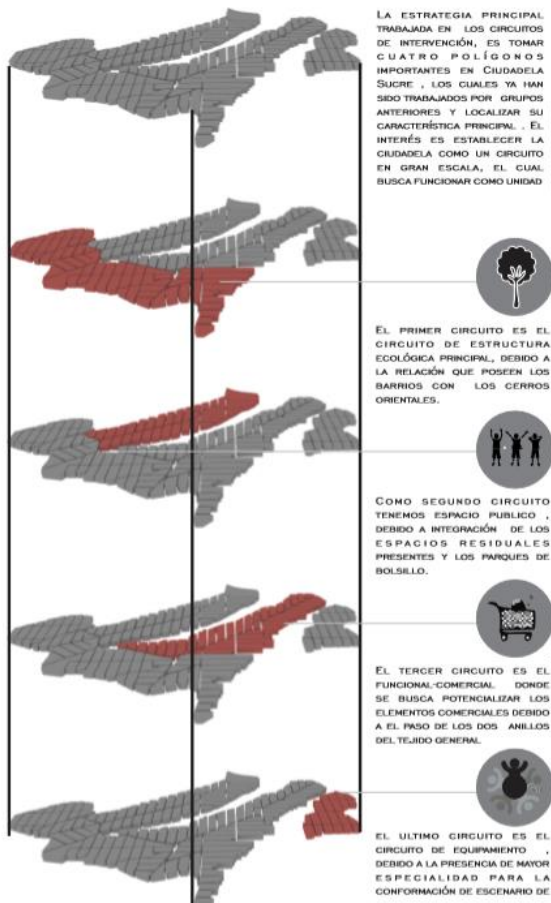 LA ESTRATEGIA PRINCIPAL
TRABAJADA EN LOS CIRCUITOS
DE INTERVENCIÓN, ES TOMAR
CUATRO POLÍGONOS
IMPORTANTES EN CIUDADELA
SUCRE , LOS CUALES YA HAN
SIDO TRABAJADOS POR GRUPOS
ANTERIORES Y LOCALIZAR SU
CARACTERÍSTICA PRINCIPAL . EL
INTERÉS ES ESTABLECER LA
CIUDADELA COMO UN CIRCUITO
EN GRAN ESCALA, EL CUAL
BUSCA FUNCIONAR COMO UNIDAD
EL PRIMER CIRCUITO ES EL
CIRCUITO DE ESTRUCTURA
ECOLÓGICA PRINCIPAL, DEBIDO A
LA RELACIÓN QUE POSEEN LOS
BARRIOS CON LOS CERROS
ORIENTALES.
COMO SEGUNDO CIRCUITO
TENEMOS ESPACIO PUBLICO ,
DEBIDO A INTEGRACIÓN DE LOS
ESPACIOS RESIDUALES
PRESENTES Y LOS PARQUES DE
BOLSILLO.
EL TERCER CIRCUITO ES EL
FUNCIONAL-COMERCIAL DONDE
SE BUSCA POTENCIALIZAR LOS
ELEMENTOS COMERCIALES DEBIDO
A EL PASO DE LOS DOS ANILLOS
DEL TEJIDO GENERAL
EL ULTIMO CIRCUITO ES EL
CIRCUITO DE EQUIPAMIENTO ,
DEBIDO A LA PRESENCIA DE MAYOR
ESPECIALIDAD PARA LA
CONFORMACIÓN DE ESCENARIO DE